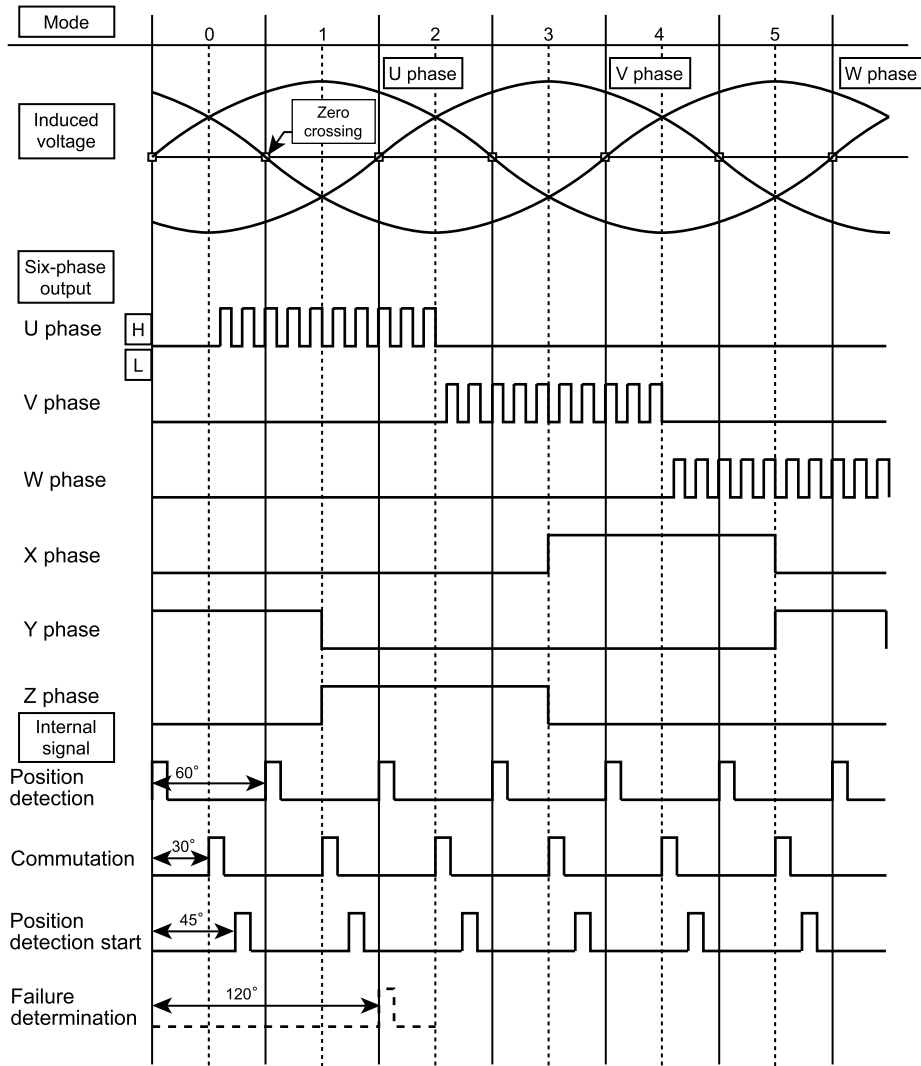 Mode
0 1 2 3 4 5
U phase V phase W phase
Induced
voltage
Zero
crossing
Six-phase
output
U phase H
L
V phase
W phase
X phase
Y phase
Z phase
Internal
signal
Position
detection
60°
Commutation
30°
Position
detection start
45°
Failure
determination
120°